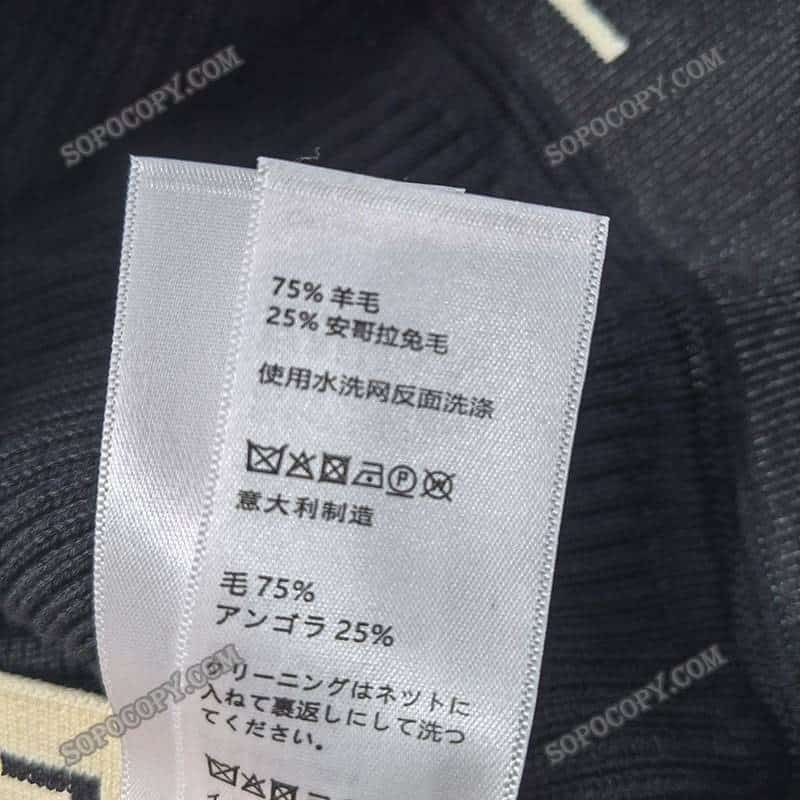 SOPOCOPY.COM
SOPOCOPY.COM
75% 羊毛
25% 安哥拉兔毛
使用水洗网反面洗涤
P W
意大利制造
毛 75%
アンゴラ 25%
クリーニングはネットに
入れて裏返しにして洗つ
てください。
SOPOCOPY.COM
SOPOCOPY.COM